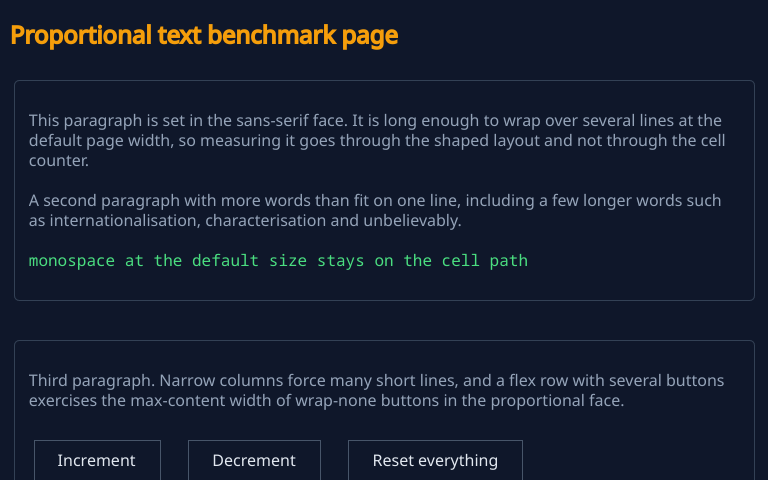 Proportional text benchmark page
This paragraph is set in the sans-serif face. It is long enough to wrap over several lines at the
default page width, so measuring it goes through the shaped layout and not through the cell
counter.
A second paragraph with more words than fit on one line, including a few longer words such
as internationalisation, characterisation and unbelievably.
monospace at the default size stays on the cell path
Third paragraph. Narrow columns force many short lines, and a flex row with several buttons
exercises the max-content width of wrap-none buttons in the proportional face.
Increment Decrement Reset everything